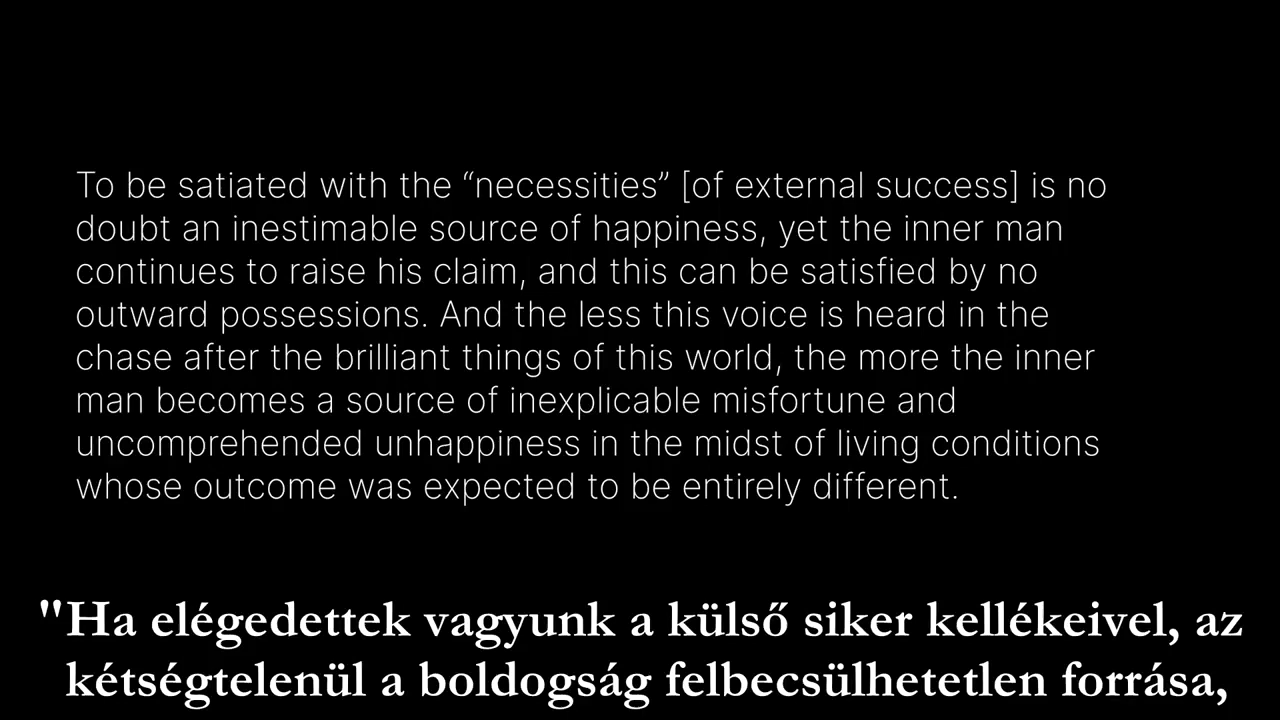 To be satiated with the “necessities” [of external success] is no
doubt an inestimable source of happiness, yet the inner man
continues to raise his claim, and this can be satisfied by no
outward possessions. And the less this voice is heard in the
chase after the brilliant things of this world, the more the inner
man becomes a source of inexplicable misfortune and
uncomprehended unhappiness in the midst of living conditions
whose outcome was expected to be entirely different.
"Ha elégedettek vagyunk a külső siker kellékeivel, az
kétségtelenül a boldogság felbecsülhetetlen forrása,